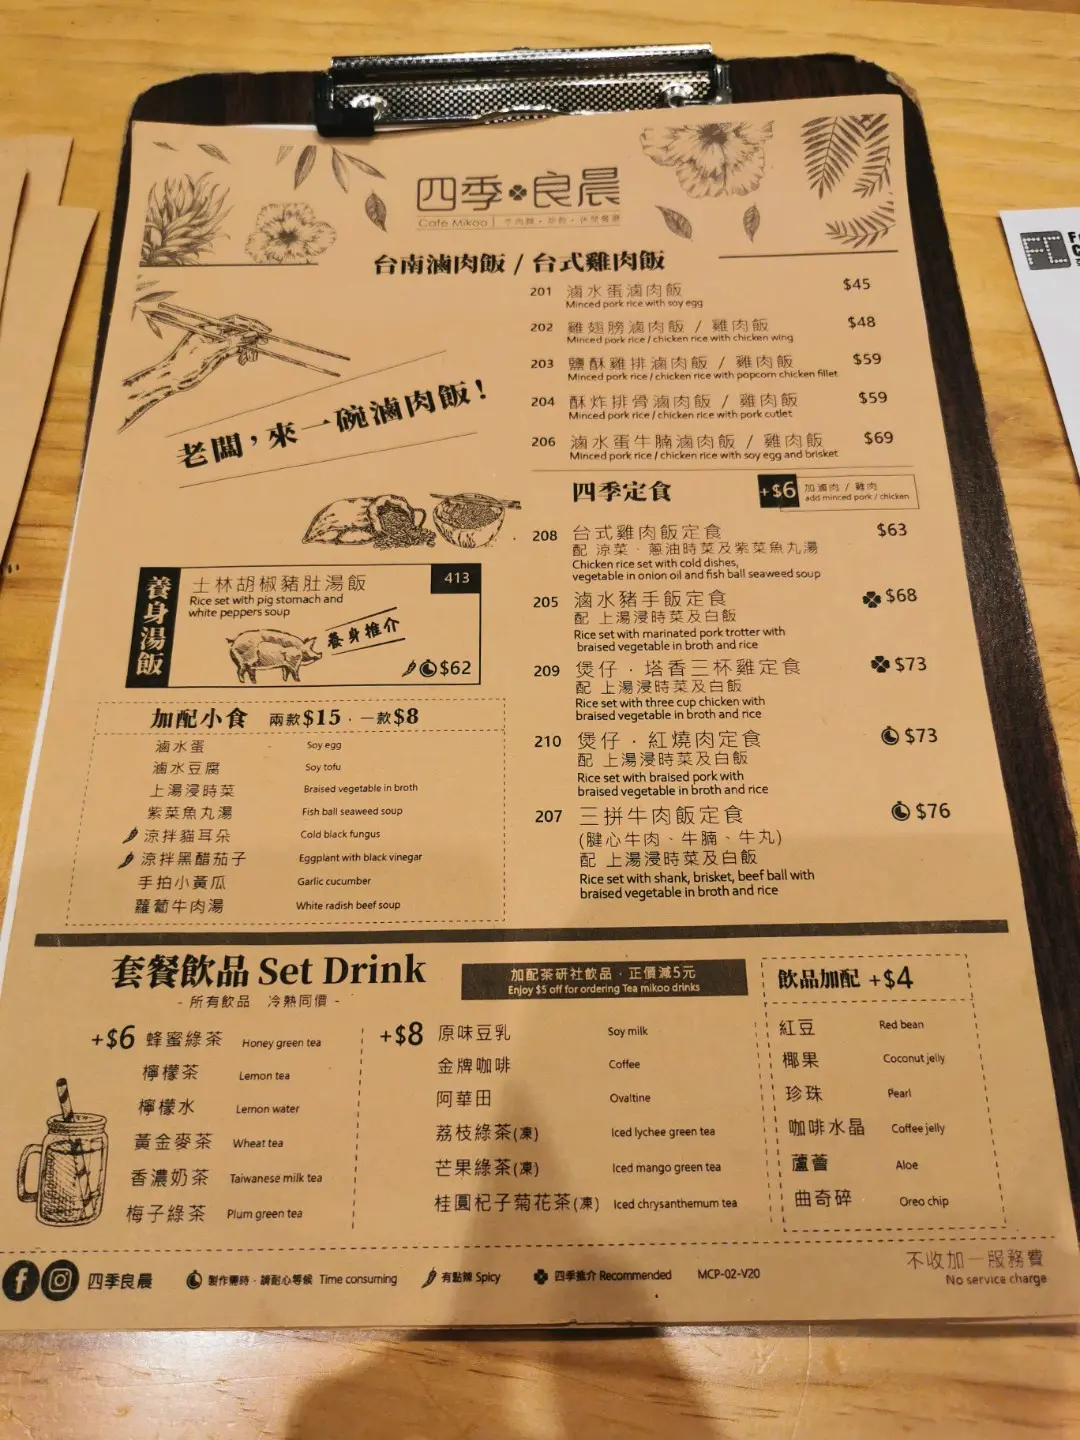 四季 良晨
Cafe Mikoo
台南滷肉飯 / 台式雞肉飯
201 滷水蛋滷肉飯 $45
Minced pork rice with soy egg
202 雞翅膀滷肉飯 / 雞肉飯 $48
Minced pork rice / chicken rice with chicken wing
203 鹽酥雞排滷肉飯 / 雞肉飯 $59
Minced pork rice / chicken rice with popcorn chicken fillet
204 酥炸排骨滷肉飯 / 雞肉飯 $59
Minced pork rice / chicken rice with pork cutlet
206 滷水蛋牛腩滷肉飯 / 雞肉飯 $69
Minced pork rice / chicken rice with soy egg and brisket
老闆，來一碗滷肉飯！
四季定食
+$6 加滷肉 / 雞肉
add minced pork / chicken
208 台式雞肉飯定食 $63
配 涼菜．蔥油時菜及紫菜魚丸湯
Chicken rice set with cold dishes,
vegetable in onion oil and fish ball seaweed soup
205 滷水豬手飯定食 $68
配 上湯浸時菜及白飯
Rice set with marinated pork trotter with
braised vegetable in broth and rice
209 煲仔．塔香三杯雞定食 $73
配 上湯浸時菜及白飯
Rice set with three cup chicken with
braised vegetable in broth and rice
210 煲仔．紅燒肉定食 $73
配 上湯浸時菜及白飯
Rice set with braised pork with
braised vegetable in broth and rice
207 三拼牛肉飯定食 $76
(腱心牛肉、牛腩、牛丸)
配 上湯浸時菜及白飯
Rice set with shank, brisket, beef ball with
braised vegetable in broth and rice
養身湯飯
士林胡椒豬肚湯飯 413
Rice set with pig stomach and
white peppers soup
養身推介
$62
加配小食 兩款$15．一款$8
滷水蛋 Soy egg
滷水豆腐 Soy tofu
上湯浸時菜 Braised vegetable in broth
紫菜魚丸湯 Fish ball seaweed soup
涼拌貓耳朵 Cold black fungus
涼拌黑醋茄子 Eggplant with black vinegar
手拍小黃瓜 Garlic cucumber
蘿蔔牛肉湯 White radish beef soup
套餐飲品 Set Drink
- 所有飲品 冷熱同價 -
加配茶研社飲品．正價減5元
Enjoy $5 off for ordering Tea mikoo drinks
+$6 蜂蜜綠茶 Honey green tea
檸檬茶 Lemon tea
檸檬水 Lemon water
黃金麥茶 Wheat tea
香濃奶茶 Taiwanese milk tea
梅子綠茶 Plum green tea
+$8 原味豆乳 Soy milk
金牌咖啡 Coffee
阿華田 Ovaltine
荔枝綠茶(凍) Iced lychee green tea
芒果綠茶(凍) Iced mango green tea
桂圓杞子菊花茶(凍) Iced chrysanthemum tea
飲品加配 +$4
紅豆 Red bean
椰果 Coconut jelly
珍珠 Pearl
咖啡水晶 Coffee jelly
蘆薈 Aloe
曲奇碎 Oreo chip
四季良晨 製作需時．請耐心等候 Time consuming 有點辣 Spicy 四季推介 Recommended MCP-02-V20
不收加一服務費
No service charge